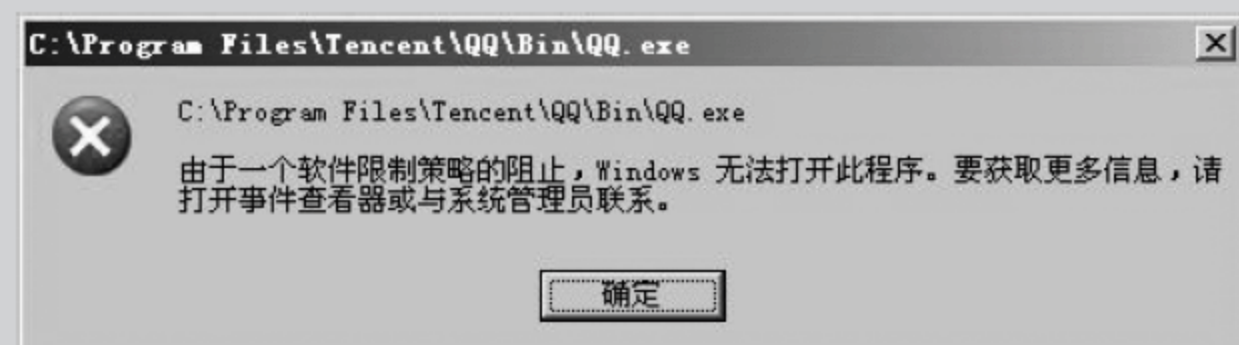 C:\Program Files\Tencent\QQ\Bin\QQ.exe
C:\Program Files\Tencent\QQ\Bin\QQ.exe
由于一个软件限制策略的阻止，Windows 无法打开此程序。要获取更多信息，请
打开事件查看器或与系统管理员联系。
确定